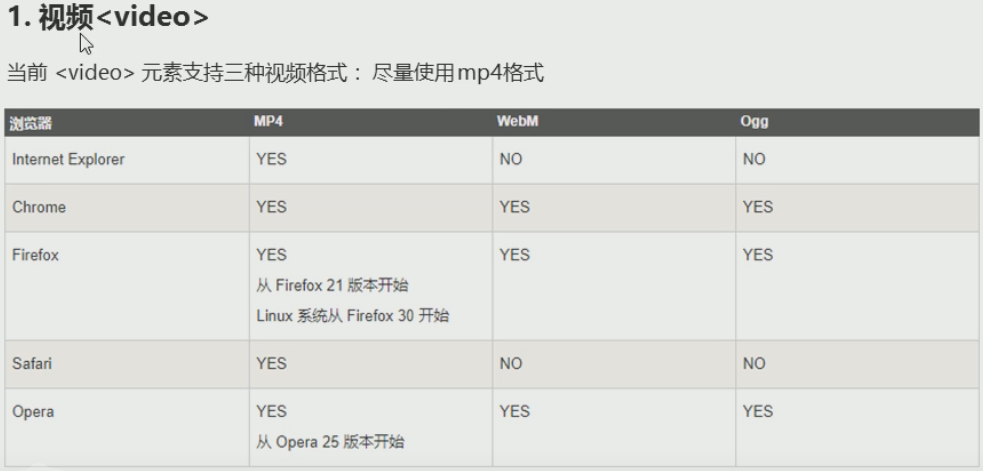 1. 视频<video>
当前 <video> 元素支持三种视频格式： 尽量使用mp4格式
浏览器 MP4 WebM Ogg
Internet Explorer YES NO NO
Chrome YES YES YES
Firefox YES YES YES
从 Firefox 21 版本开始
Linux 系统从 Firefox 30 开始
Safari YES NO NO
Opera YES YES YES
从 Opera 25 版本开始